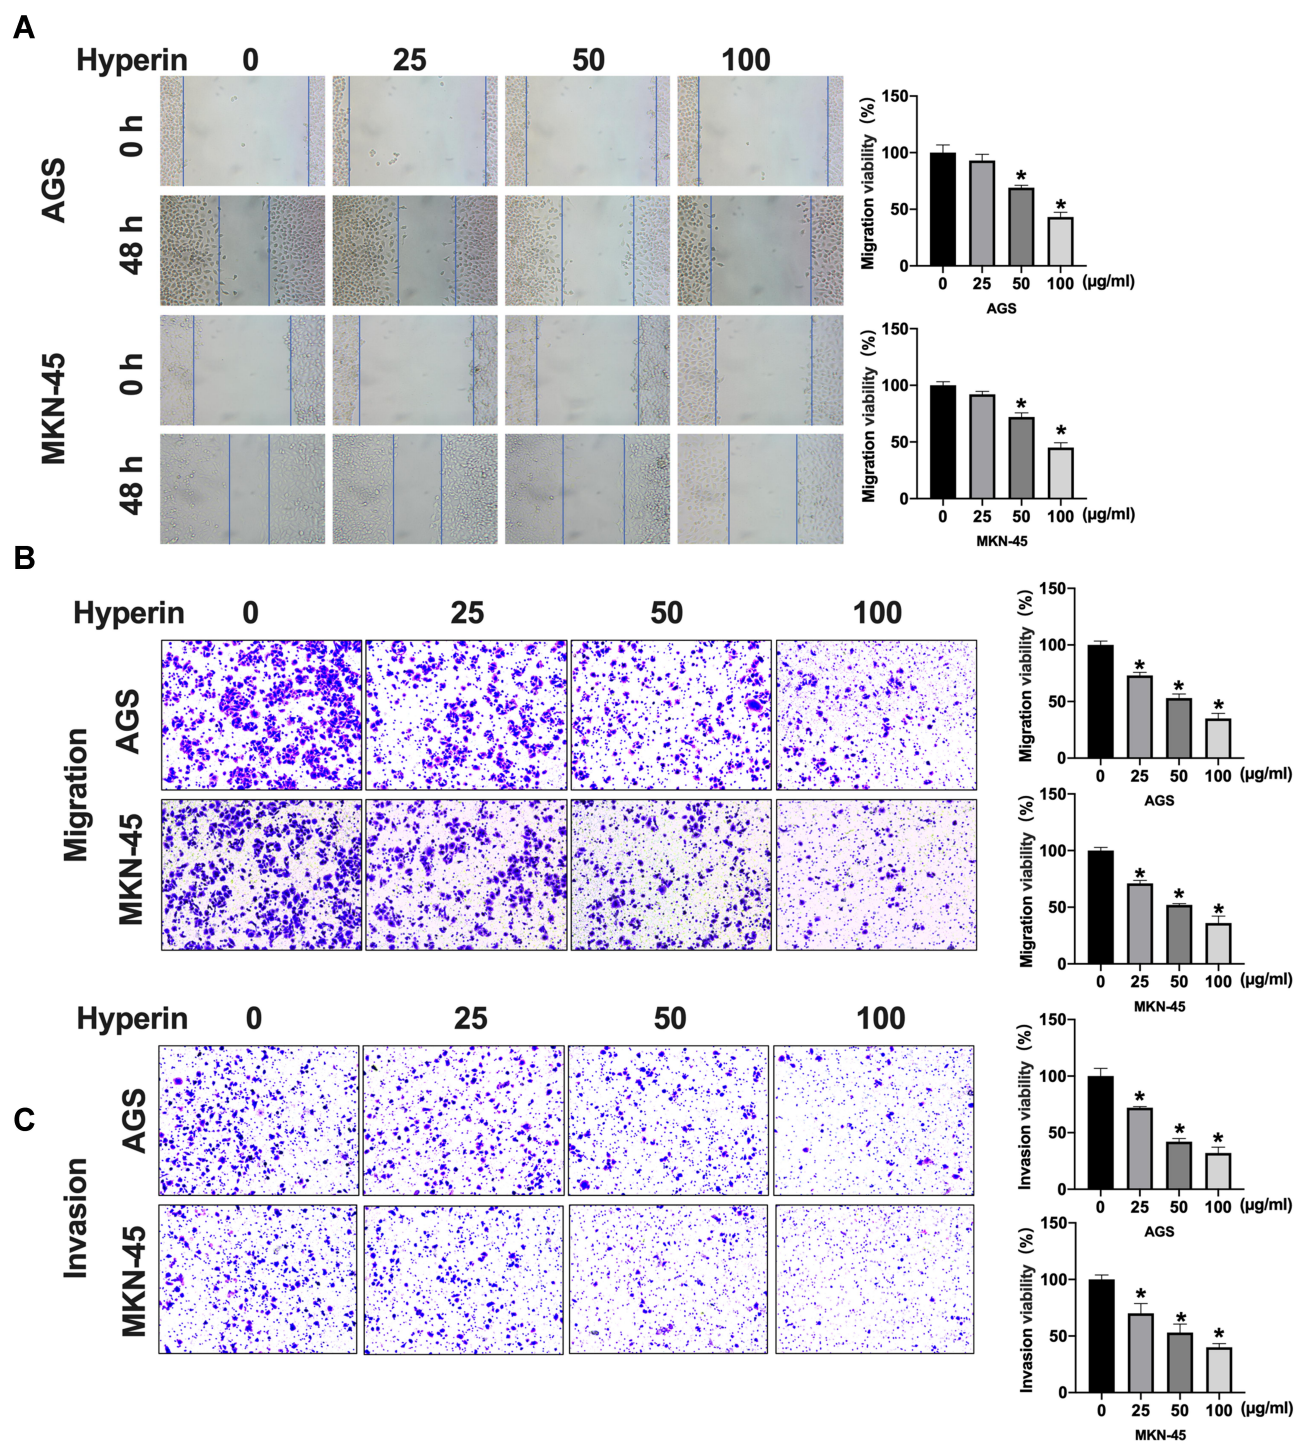 A
Hyperin 0 25 50 100
AGS
0 h
48 h
MKN-45
0 h
48 h
Migration viability (%)
150
100
50
0
* *
0 25 50 100 (μg/ml)
AGS
Migration viability (%)
150
100
50
0
* *
0 25 50 100 (μg/ml)
MKN-45
B
Hyperin 0 25 50 100
Migration
AGS
MKN-45
Migration viability (%)
150
100
50
0
* * *
0 25 50 100 (μg/ml)
AGS
Migration viability (%)
150
100
50
0
* * *
0 25 50 100 (μg/ml)
MKN-45
C
Hyperin 0 25 50 100
Invasion
AGS
MKN-45
Invasion viability (%)
150
100
50
0
* * *
0 25 50 100 (μg/ml)
AGS
Invasion viability (%)
150
100
50
0
* * *
0 25 50 100 (μg/ml)
MKN-45